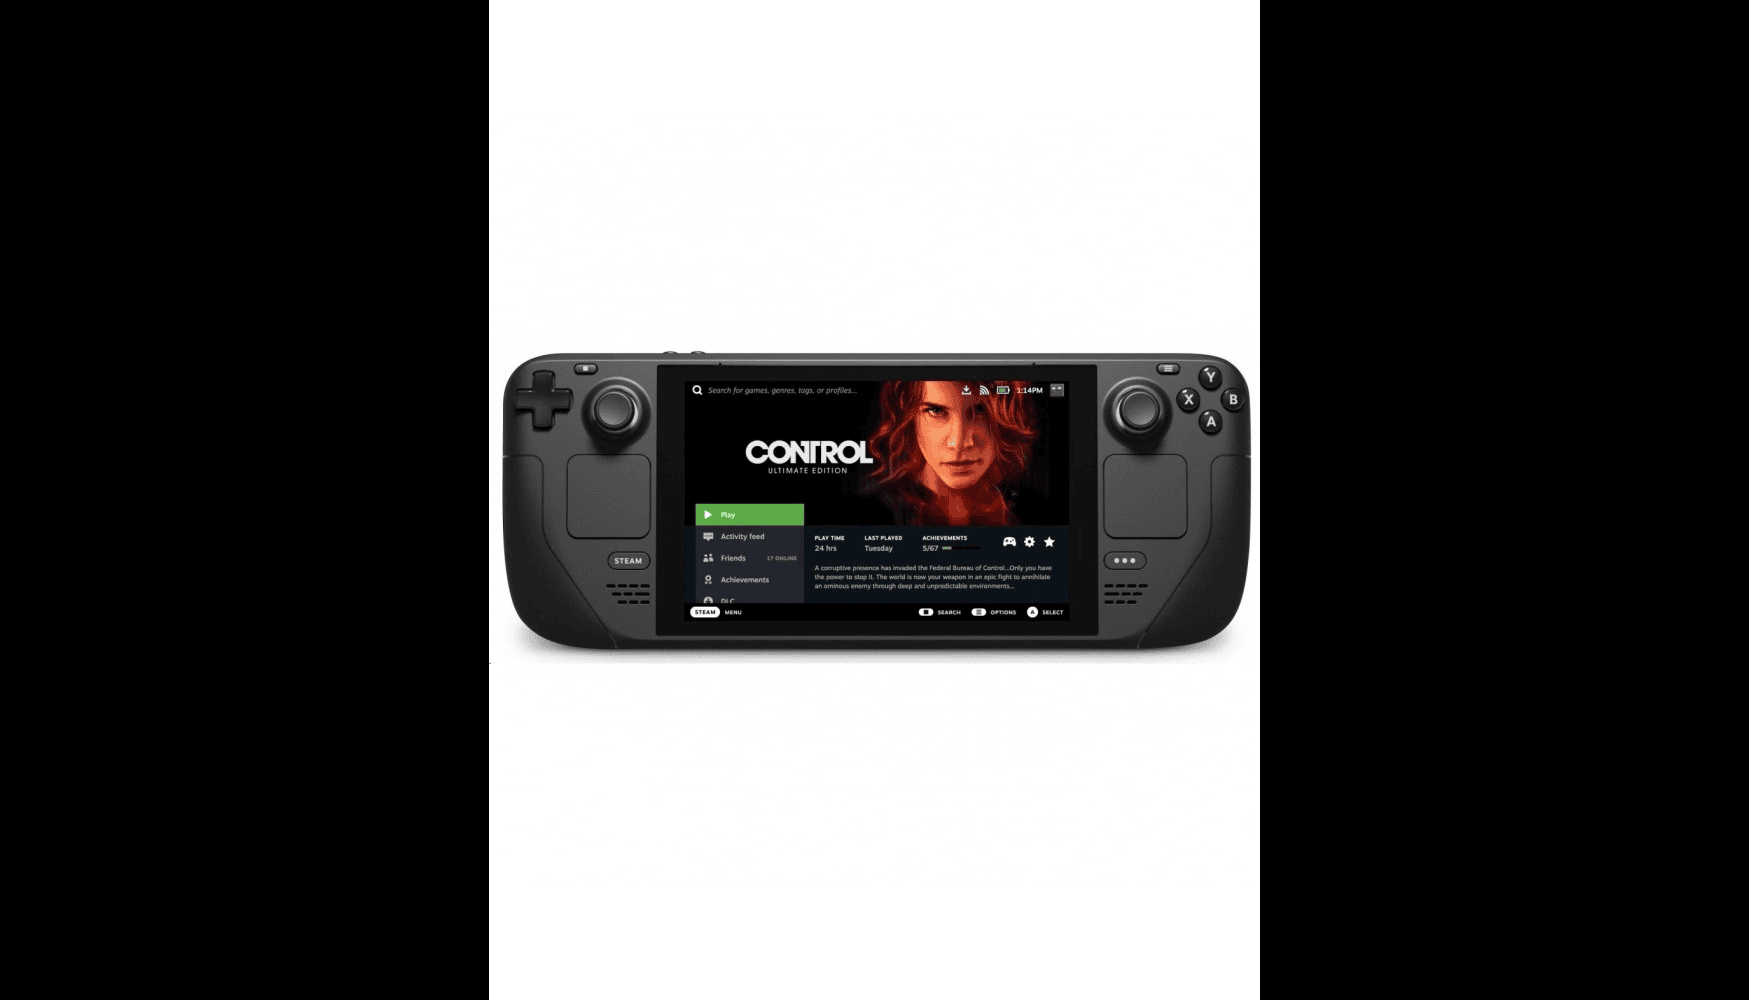 Search for games, genres, tags, or profiles...
1:14PM
CONTROL
ULTIMATE EDITION
Play
Activity feed
Friends 17 ONLINE
Achievements
DLC
PLAY TIME
24 hrs
LAST PLAYED
Tuesday
ACHIEVEMENTS
5/67
A corruptive presence has invaded the Federal Bureau of Control...Only you have
the power to stop it. The world is now your weapon in an epic fight to annihilate
an ominous enemy through deep and unpredictable environments...
STEAM MENU
SEARCH
OPTIONS
A SELECT
STEAM
Y
X
B
A